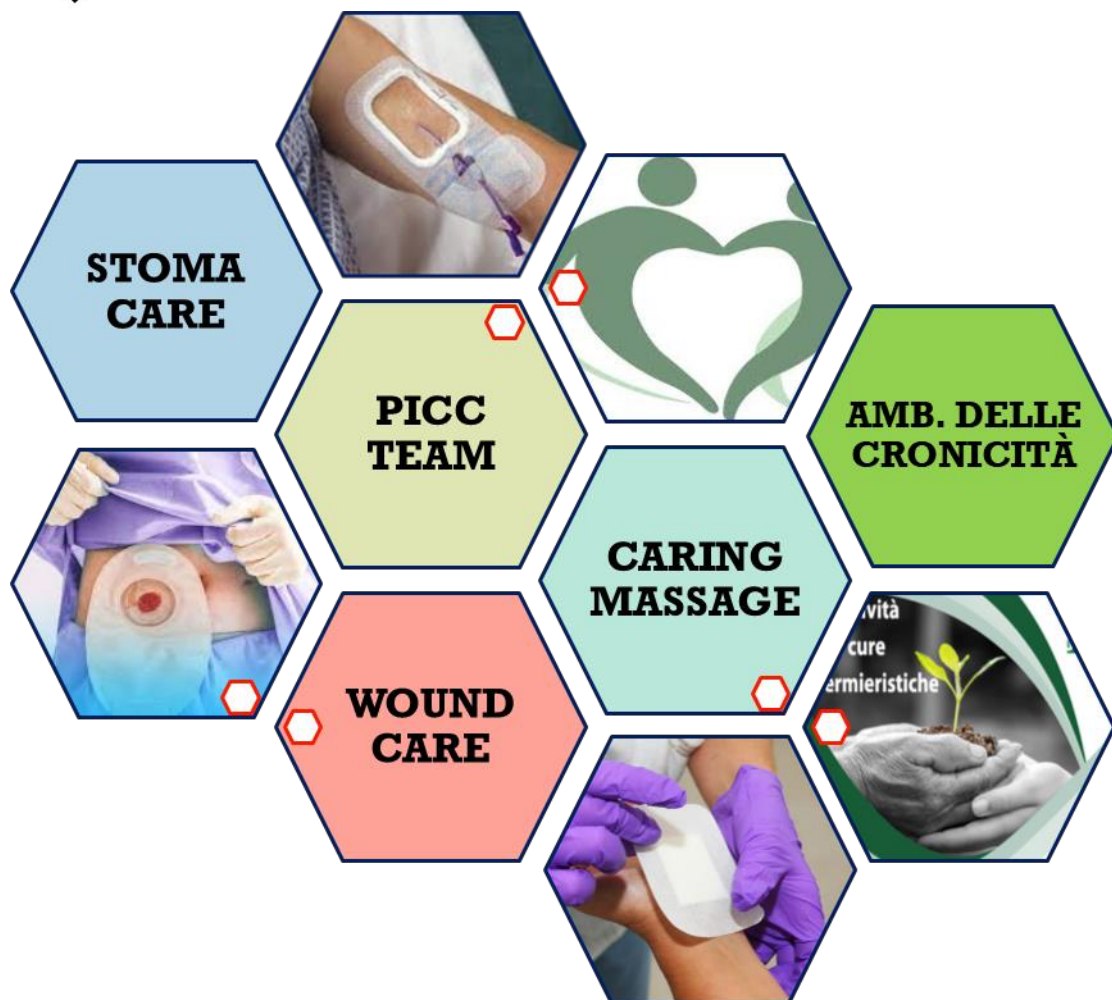 STOMA
CARE
PICC
TEAM
AMB. DELLE
CRONICITÀ
CARING
MASSAGE
WOUND
CARE
vità
cure
ermieristiche